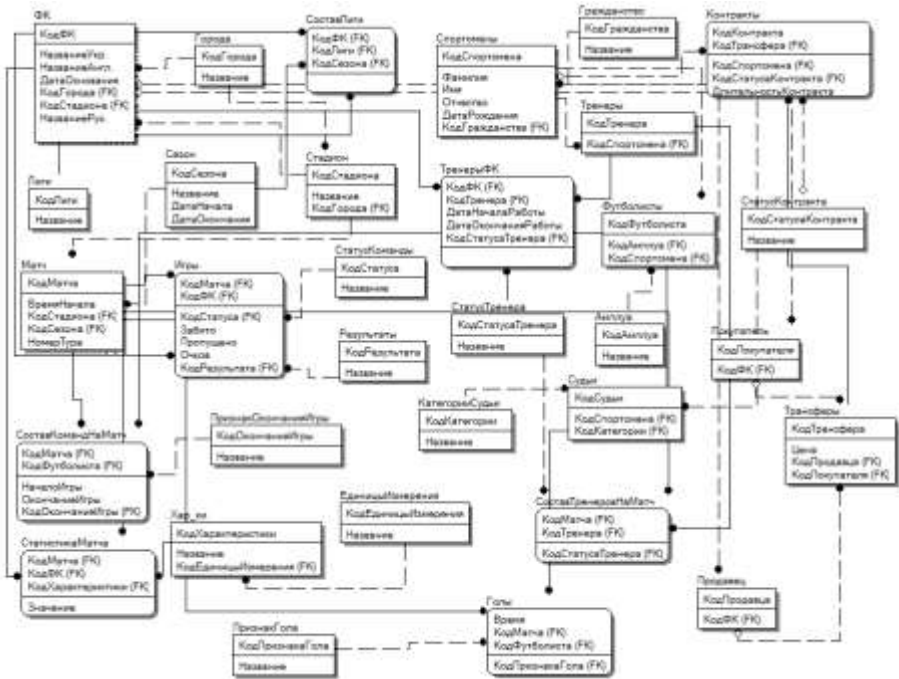 ФК
КодФК
НазваниеУкр
НазваниеАнгл.
ДатаОснования
КодГорода (FK)
КодСтадиона (FK)
НазваниеРус
Города
КодГорода
Название
СоставЛиги
КодФК (FK)
КодЛиги (FK)
КодСезона (FK)
Спортсмены
КодСпортсмена
Фамилия
Имя
Отчество
ДатаРождения
КодГражданства (FK)
Гражданство
КодГражданства
Название
Контракты
КодКонтракта
КодТрансфера (FK)
КодСпортсмена (FK)
КодСтатусаКонтракта (FK)
ДлительностьКонтракта
Тренеры
КодТренера
КодСпортсмена (FK)
Лиги
КодЛиги
Название
Сезон
КодСезона
Название
ДатаНачала
ДатаОкончания
Стадион
КодСтадиона
Название
КодГорода (FK)
ТренерыФК
КодФК (FK)
КодТренера (FK)
ДатаНачалаРаботы
ДатаОкончанияРаботы
КодСтатусаТренера (FK)
Футболисты
КодФутболиста
КодАмплуа (FK)
КодСпортсмена (FK)
СтатусКонтракта
КодСтатусаКонтракта
Название
Матч
КодМатча
ВремяНачала
КодСтадиона (FK)
КодСезона (FK)
НомерТура
Игры
КодМатча (FK)
КодФК (FK)
КодСтатуса (FK)
Забито
Пропущено
Очков
КодРезультата (FK)
СтатусКоманды
КодСтатуса
Название
Результаты
КодРезультата
Название
СтатусТренера
КодСтатусаТренера
Название
Амплуа
КодАмплуа
Название
Покупатель
КодПокупателя
КодФК (FK)
Судьи
КодСудьи
КодСпортсмена (FK)
КодКатегории (FK)
КатегорииСудьи
КодКатегории
Название
Трансферы
КодТрансфера
Цена
КодПродавца (FK)
КодПокупателя (FK)
СоставКомандНаМатч
КодМатча (FK)
КодФутболиста (FK)
НачалоИгры
ОкончаниеИгры
КодОкончанияИгры (FK)
ПризнакОкончанияИгры
КодОкончанияИгры
Название
ЕдиницыИзмерения
КодЕдиницыИзмерения
Название
СоставТренеровНаМатч
КодМатча (FK)
КодТренера (FK)
КодСтатусаТренера (FK)
Хар_ки
КодХарактеристики
Название
КодЕдиницыИзмерения (FK)
СтатистикаМатча
КодМатча (FK)
КодФК (FK)
КодХарактеристики (FK)
Значение
Продавец
КодПродавца
КодФК (FK)
Голы
Время
КодМатча (FK)
КодФутболиста (FK)
КодПризнакаГола (FK)
ПризнакГола
КодПризнакаГола
Название